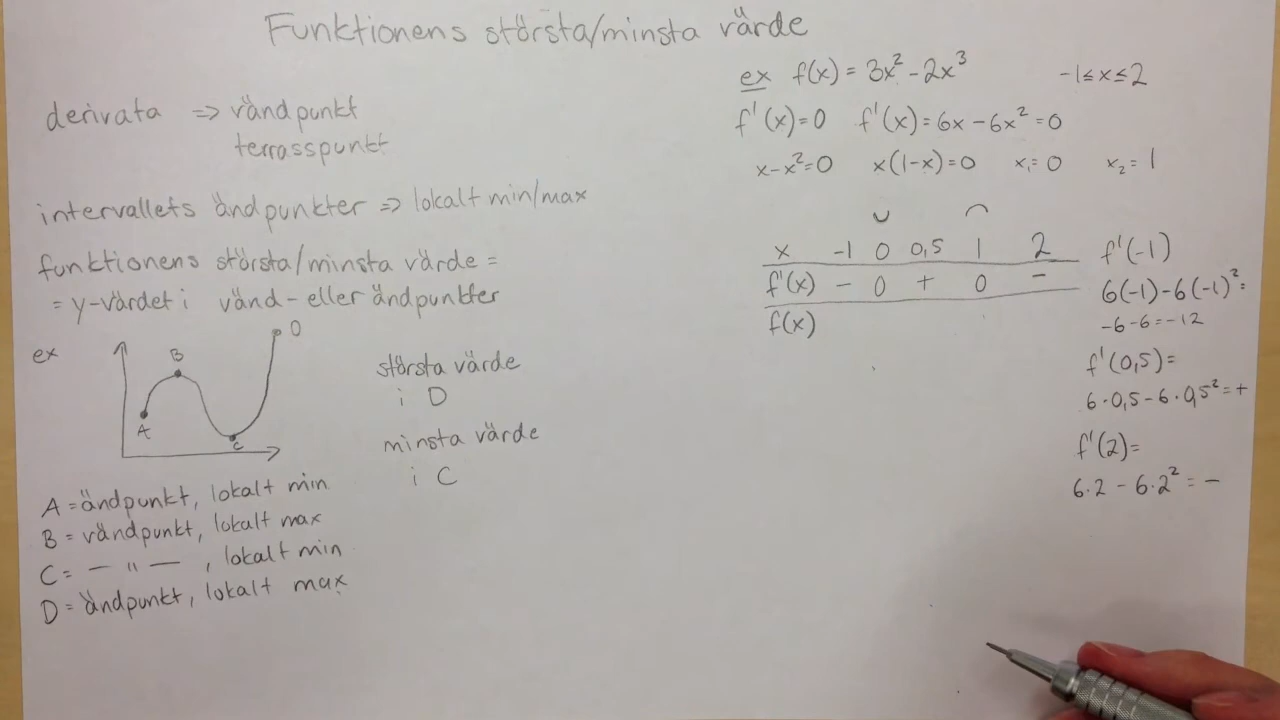 Funktionens största/minsta värde
derivata => vändpunkt
terrasspunkt
intervallets ändpunkter => lokalt min/max
funktionens största/minsta värde =
= y-värdet i vänd- eller ändpunkter
ex
A
B
C
D
största värde
i D
minsta värde
i C
A = ändpunkt, lokalt min
B = vändpunkt, lokalt max
C = — " — , lokalt min
D = ändpunkt, lokalt max
ex f(x) = 3x² - 2x³ -1 ≤ x ≤ 2
f'(x) = 0 f'(x) = 6x - 6x² = 0
x - x² = 0 x(1-x) = 0 x₁ = 0 x₂ = 1
x -1 0 0,5 1 2
f'(x) - 0 + 0 -
f(x)
f'(-1)
6(-1) - 6(-1)² =
-6 - 6 = -12
f'(0,5) =
6·0,5 - 6·0,5² = +
f'(2) =
6·2 - 6·2² = -